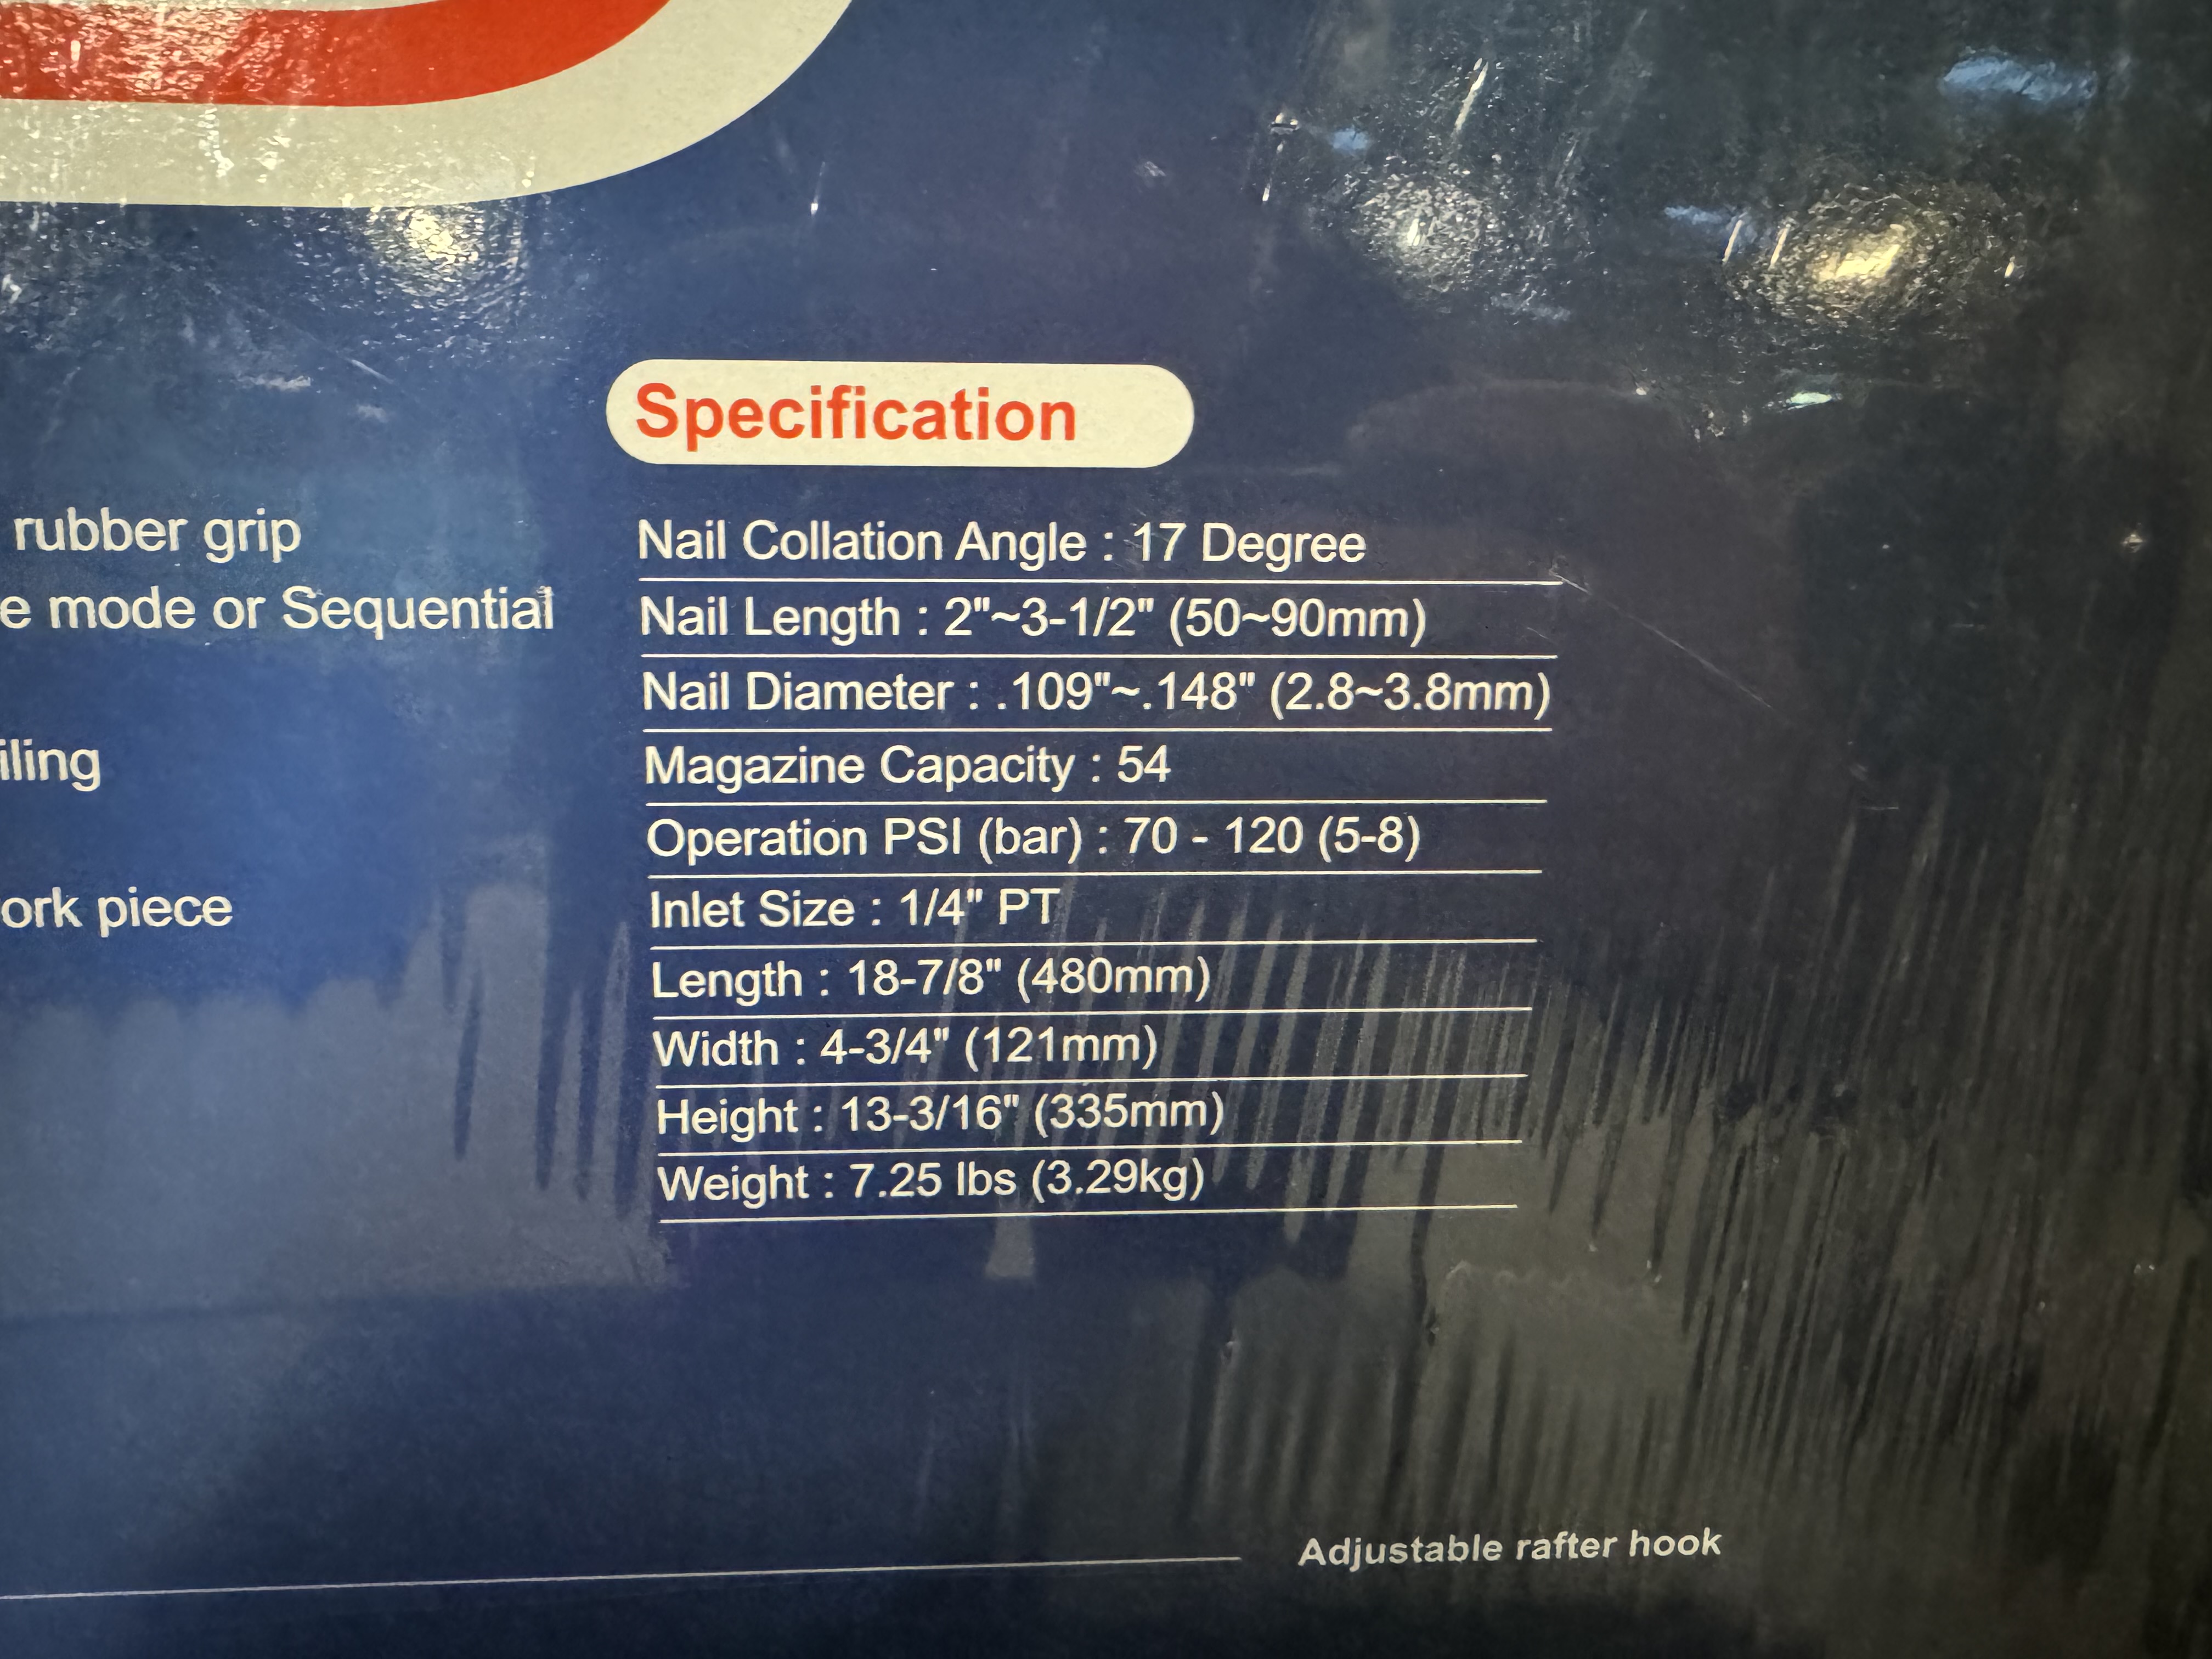 rubber grip
e mode or Sequential
iling
ork piece
Specification
Nail Collation Angle : 17 Degree
Nail Length : 2"~3-1/2" (50~90mm)
Nail Diameter : .109"~.148" (2.8~3.8mm)
Magazine Capacity : 54
Operation PSI (bar) : 70 - 120 (5-8)
Inlet Size : 1/4" PT
Length : 18-7/8" (480mm)
Width : 4-3/4" (121mm)
Height : 13-3/16" (335mm)
Weight : 7.25 lbs (3.29kg)
Adjustable rafter hook